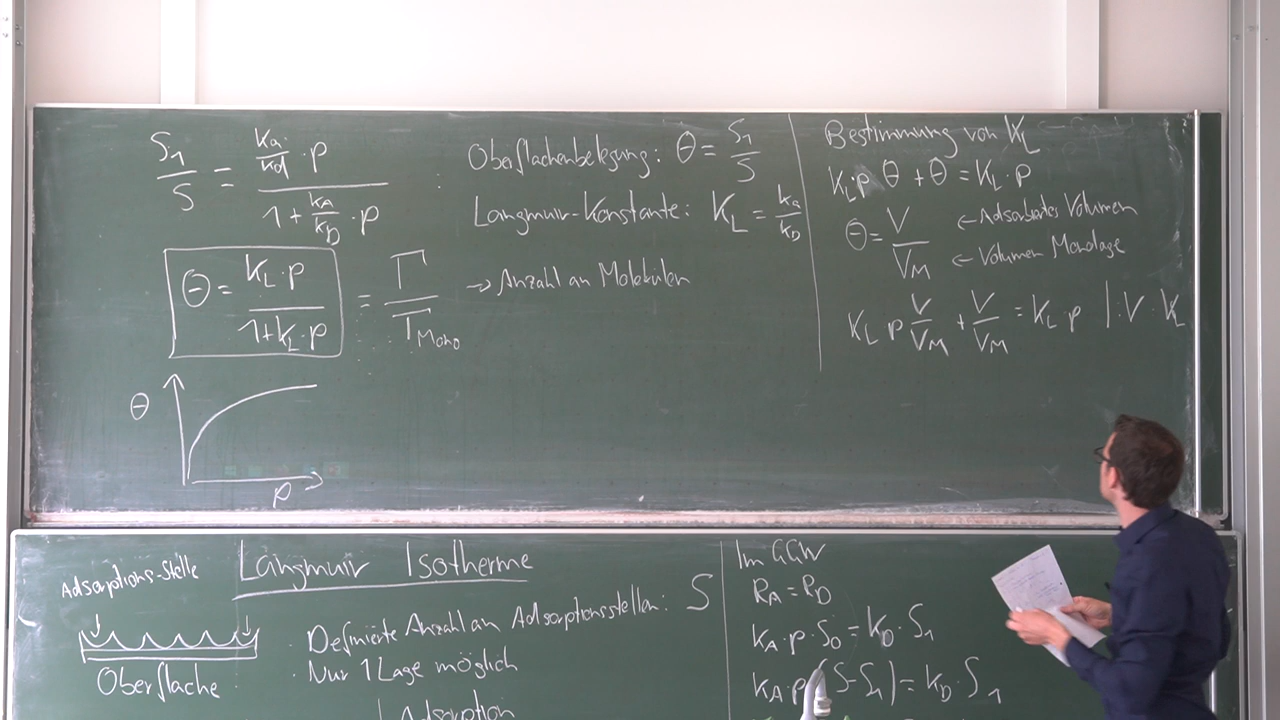 S₁/S = (ka/kd · p) / (1 + kA/kD · p)
Oberflächenbelegung: Θ = S₁/S
Langmuir-Konstante: KL = ka/kD
Θ = (KL · p) / (1 + KL · p) = Γ/ΓMono → Anzahl an Molekülen
Θ
p
Bestimmung von KL
KL · p Θ + Θ = KL · p
Θ = V/VM ← Adsorbiertes Volumen
← Volumen Monolage
KL p V/VM + V/VM = KL p | : V · KL
Adsorptions-Stelle
Oberfläche
Langmuir Isotherme
· Definierte Anzahl an Adsorptionsstellen: S
· Nur 1 Lage möglich
Adsorption
Im GGW
RA = RD
kA · p · S₀ = kD · S₁
kA · p (S - S₁) = kD · S₁